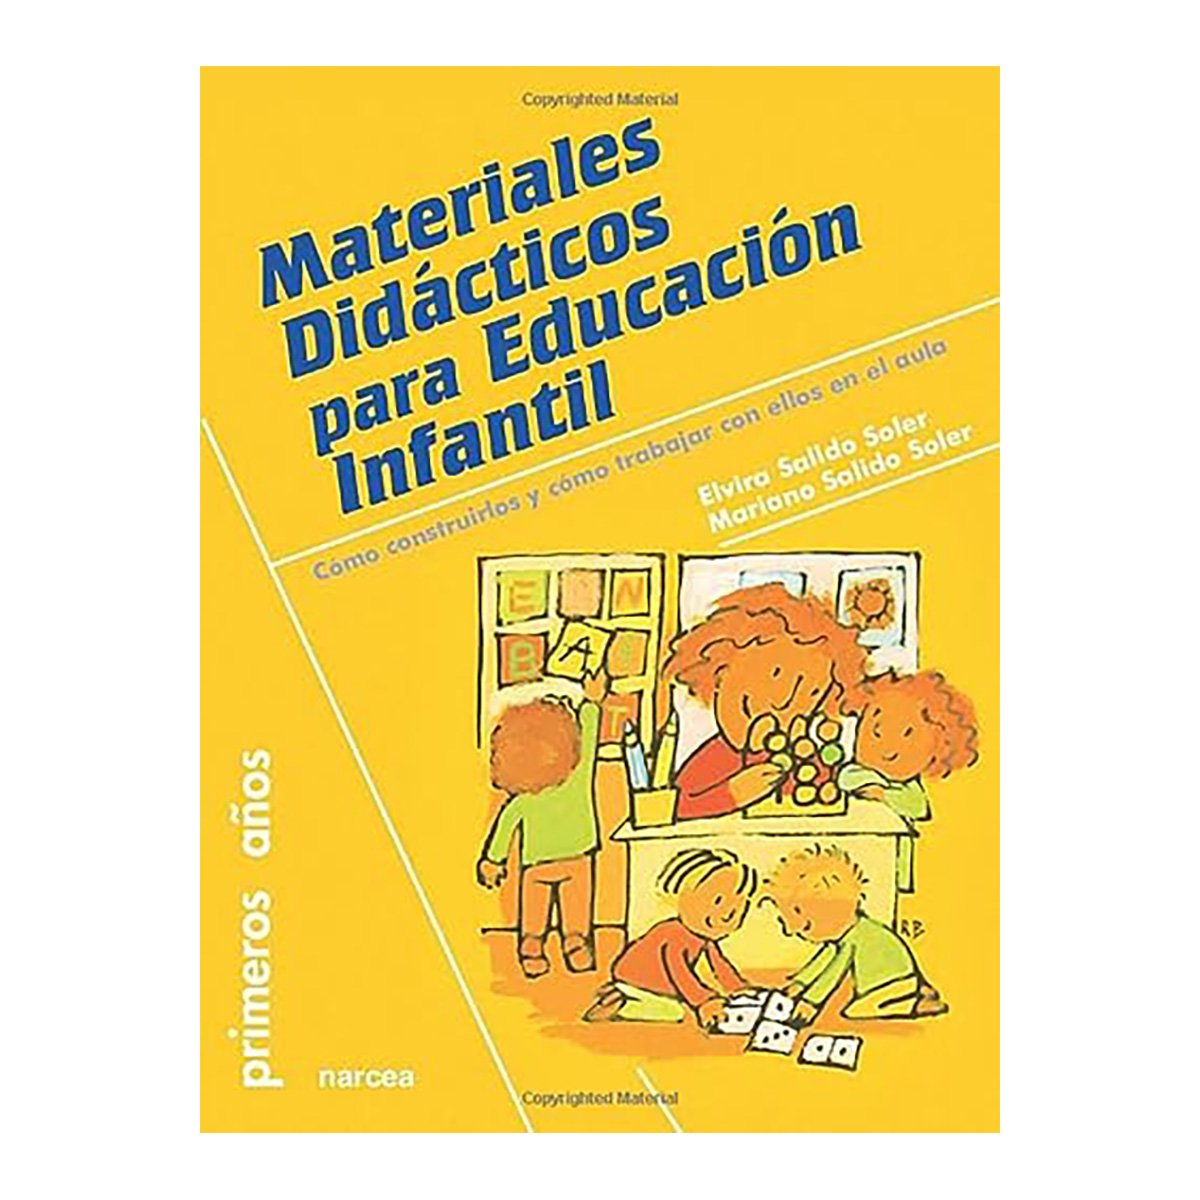 Copyrighted Material
Materiales
Didácticos
para Educación
Infantil
Cómo construirlos y cómo trabajar con ellos en el aula
Elvira Salido Soler
Mariano Salido Soler
E N
B A T
T
RB
primeros años
narcea
Copyrighted Material